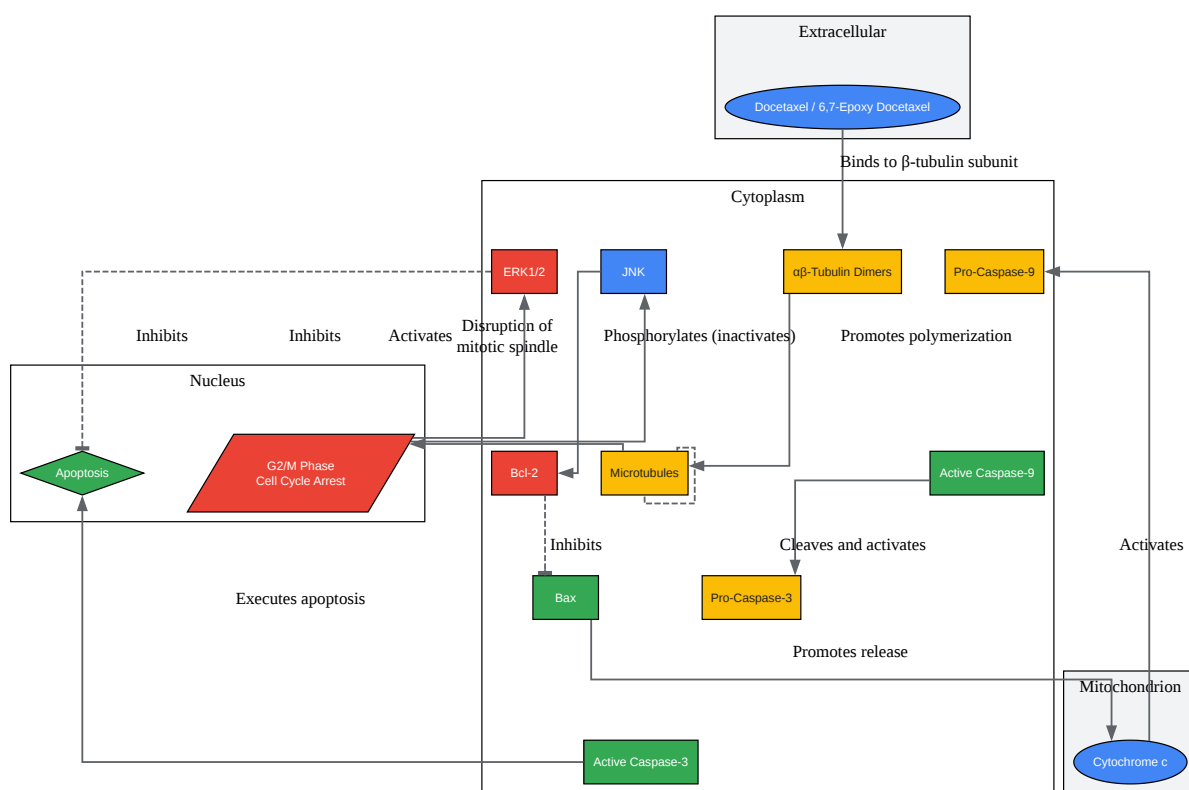 Extracellular
Docetaxel / 6,7-Epoxy Docetaxel
Binds to β-tubulin subunit
Cytoplasm
ERK1/2
JNK
αβ-Tubulin Dimers
Pro-Caspase-9
Inhibits
Inhibits
Activates
Disruption of
mitotic spindle
Phosphorylates (inactivates)
Promotes polymerization
Nucleus
Apoptosis
G2/M Phase
Cell Cycle Arrest
Bcl-2
Microtubules
Active Caspase-9
Inhibits
Cleaves and activates
Activates
Executes apoptosis
Bax
Pro-Caspase-3
Promotes release
Mitochondrion
Active Caspase-3
Cytochrome c